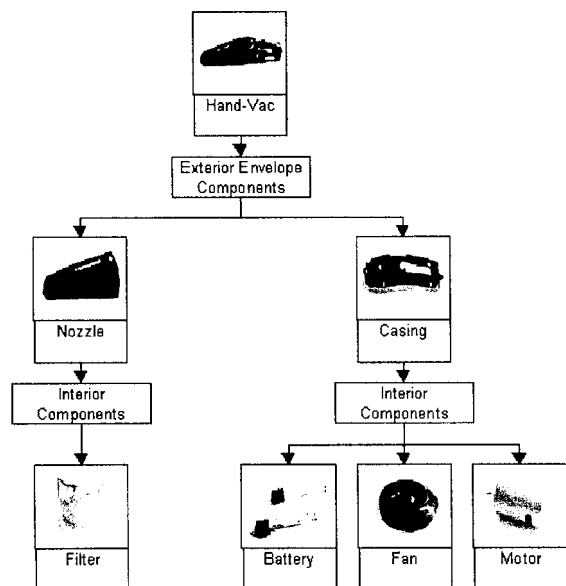 Hand-Vac
Exterior Envelope
Components
Nozzle
Casing
Interior
Components
Interior
Components
Filter
Battery
Fan
Motor